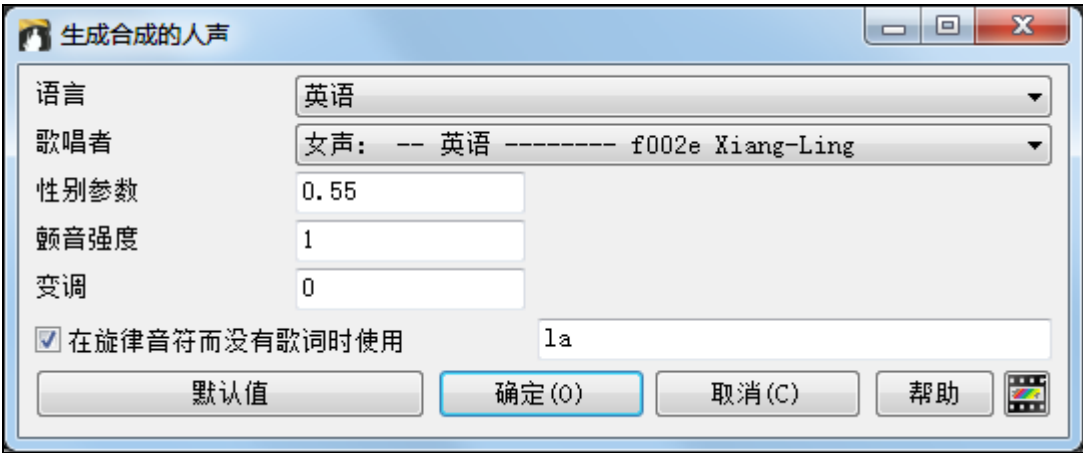 生成合成的人声
语言 英语
歌唱者 女声: -- 英语 -------- f002e Xiang-Ling
性别参数 0.55
颤音强度 1
变调 0
在旋律音符而没有歌词时使用 la
默认值 确定(O) 取消(C) 帮助